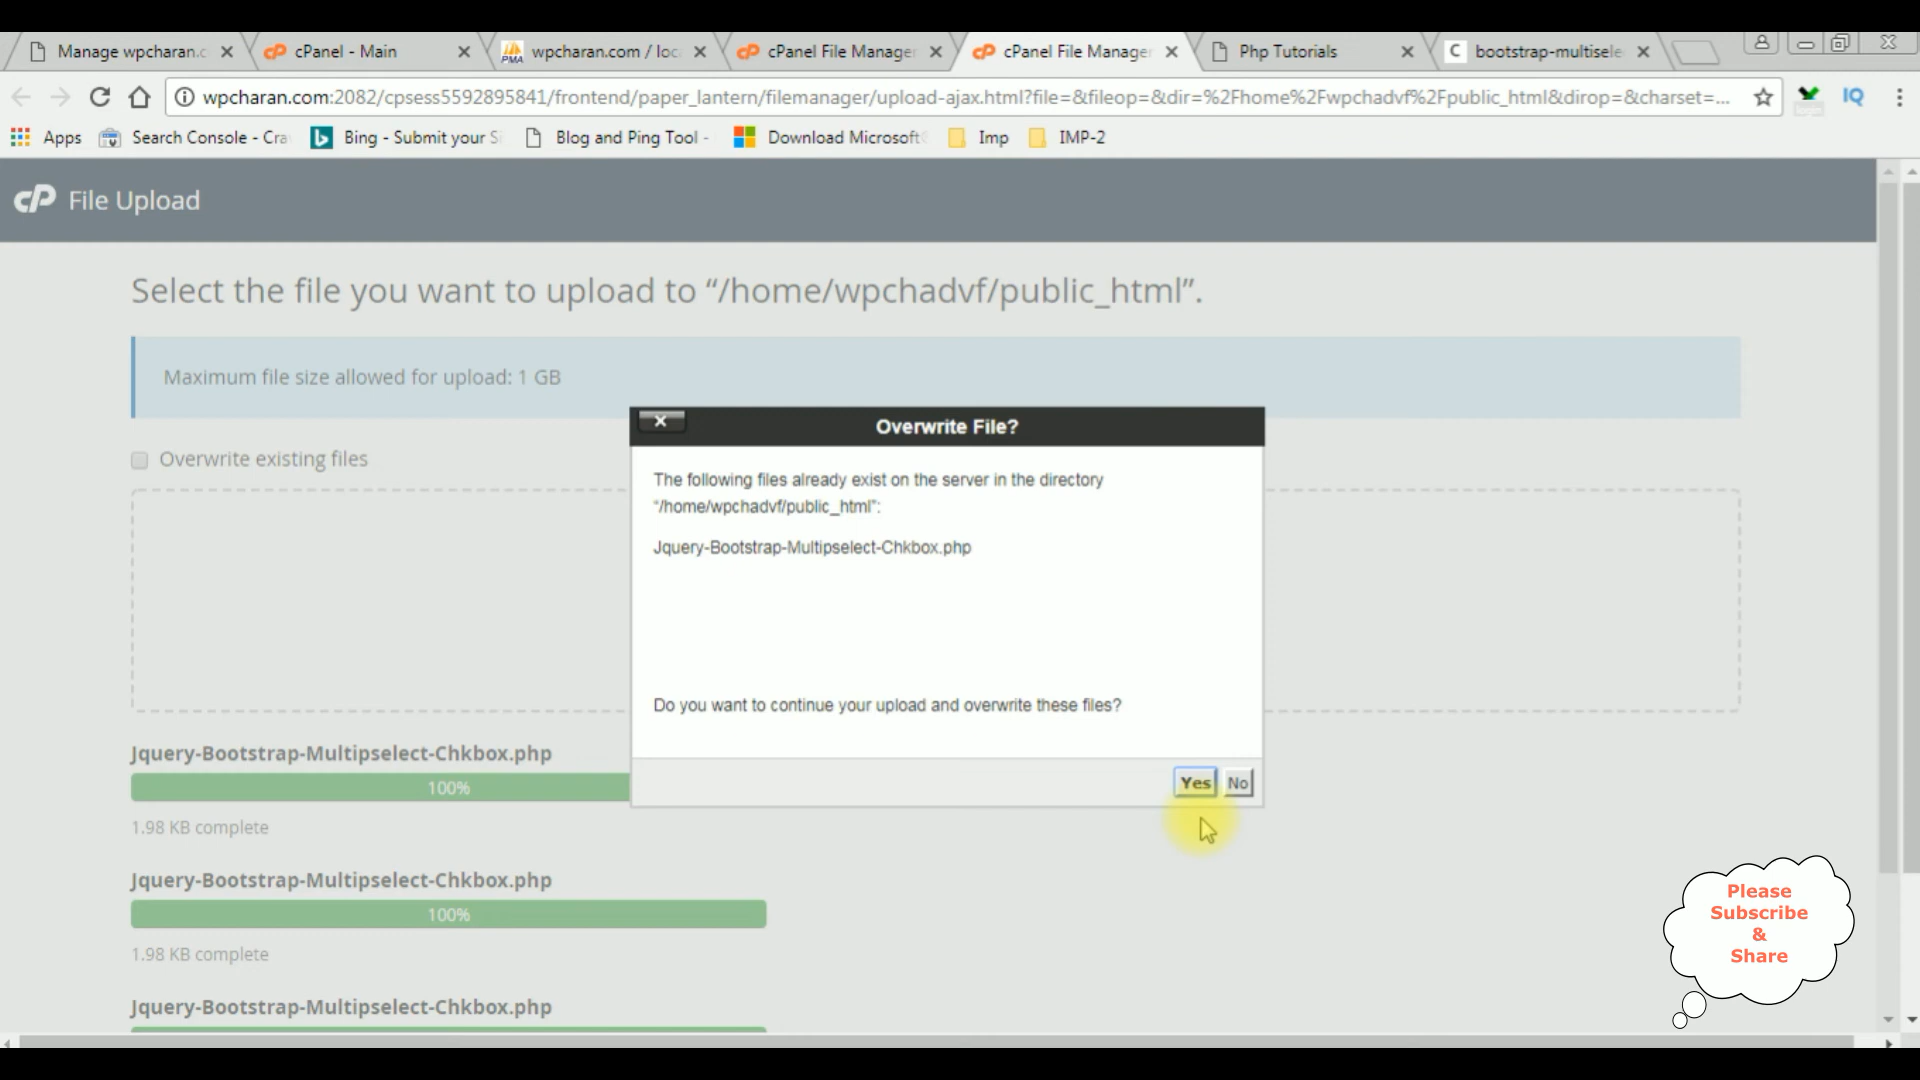 Manage wpcharan.c
cPanel - Main
wpcharan.com / loc
cPanel File Manager
cPanel File Manager
Php Tutorials
bootstrap-multisele
PMA
C
wpcharan.com:2082/cpsess5592895841/frontend/paper_lantern/filemanager/upload-ajax.html?file=&fileop=&dir=%2Fhome%2Fwpchadvf%2Fpublic_html&dirop=&charset=...
IQ
Apps
Search Console - Cra
Bing - Submit your Si
Blog and Ping Tool -
Download Microsoft
Imp
IMP-2
cP File Upload
Select the file you want to upload to “/home/wpchadvf/public_html”.
Maximum file size allowed for upload: 1 GB
Overwrite existing files
Overwrite File?
The following files already exist on the server in the directory
“/home/wpchadvf/public_html”:
Jquery-Bootstrap-Multipselect-Chkbox.php
Do you want to continue your upload and overwrite these files?
Yes No
Jquery-Bootstrap-Multipselect-Chkbox.php
100%
1.98 KB complete
Jquery-Bootstrap-Multipselect-Chkbox.php
100%
1.98 KB complete
Jquery-Bootstrap-Multipselect-Chkbox.php
Please
Subscribe
&
Share